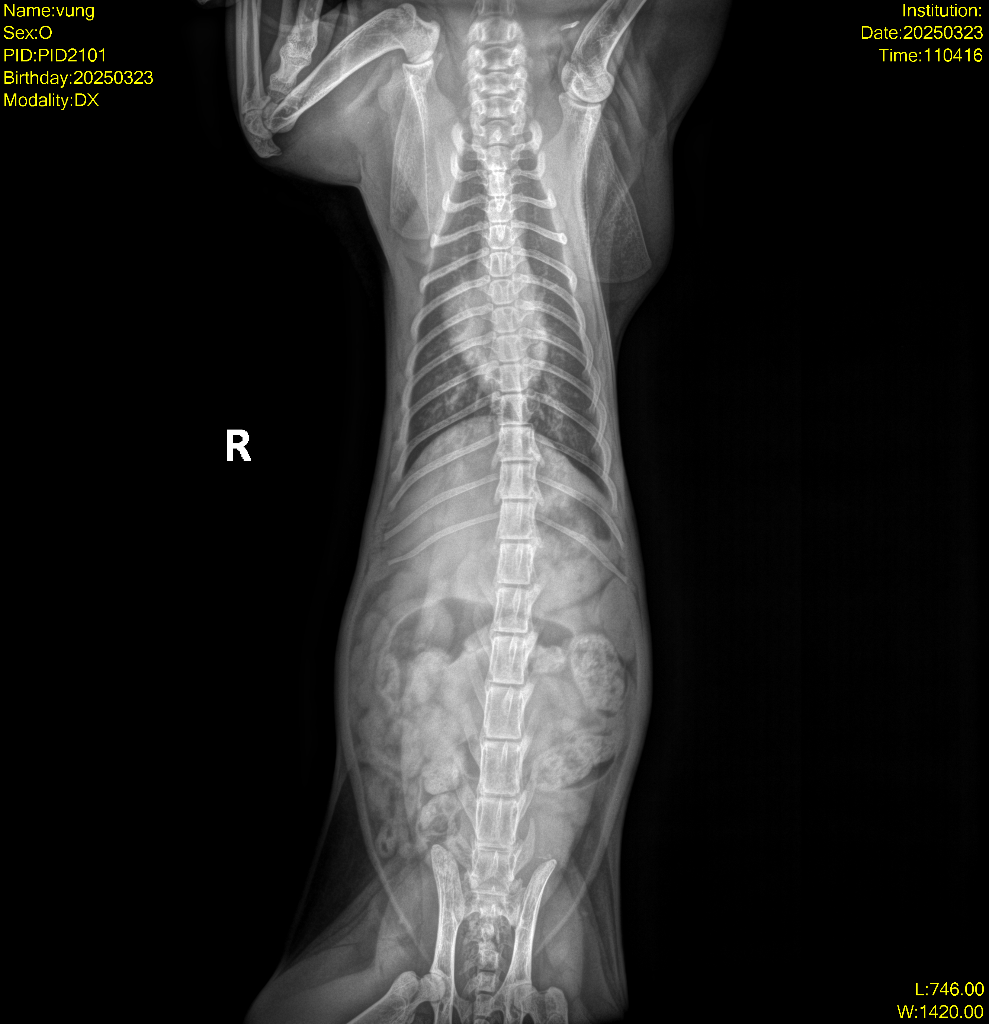 Name:vung
Sex:O
PID:PID2101
Birthday:20250323
Modality:DX
Institution:
Date:20250323
Time:110416
R
L:746.00
W:1420.00